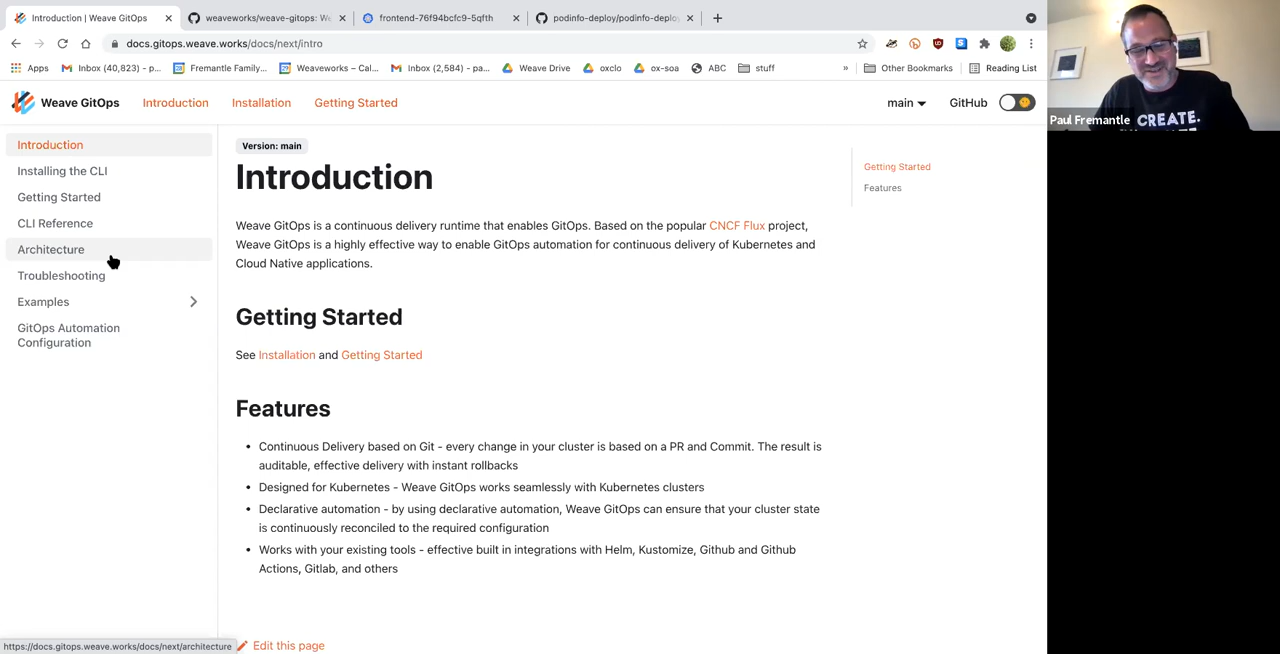 Introduction | Weave GitOps
weaveworks/weave-gitops: We
frontend-76f94bcfc9-5qfth
podinfo-deploy/podinfo-deploy
docs.gitops.weave.works/docs/next/intro
Apps
Inbox (40,823) - p...
Fremantle Family...
Weaveworks – Cal...
Inbox (2,584) - pa...
Weave Drive
oxclo
ox-soa
ABC
stuff
»
Other Bookmarks
Reading List
Weave GitOps
Introduction
Installation
Getting Started
main
GitHub
Paul Fremantle
CREATE.
Introduction
Installing the CLI
Getting Started
CLI Reference
Architecture
Troubleshooting
Examples
GitOps Automation
Configuration
Version: main
Introduction
Weave GitOps is a continuous delivery runtime that enables GitOps. Based on the popular CNCF Flux project,
Weave GitOps is a highly effective way to enable GitOps automation for continuous delivery of Kubernetes and
Cloud Native applications.
Getting Started
See Installation and Getting Started
Features
• Continuous Delivery based on Git - every change in your cluster is based on a PR and Commit. The result is
auditable, effective delivery with instant rollbacks
• Designed for Kubernetes - Weave GitOps works seamlessly with Kubernetes clusters
• Declarative automation - by using declarative automation, Weave GitOps can ensure that your cluster state
is continuously reconciled to the required configuration
• Works with your existing tools - effective built in integrations with Helm, Kustomize, Github and Github
Actions, Gitlab, and others
Getting Started
Features
Edit this page
https://docs.gitops.weave.works/docs/next/architecture